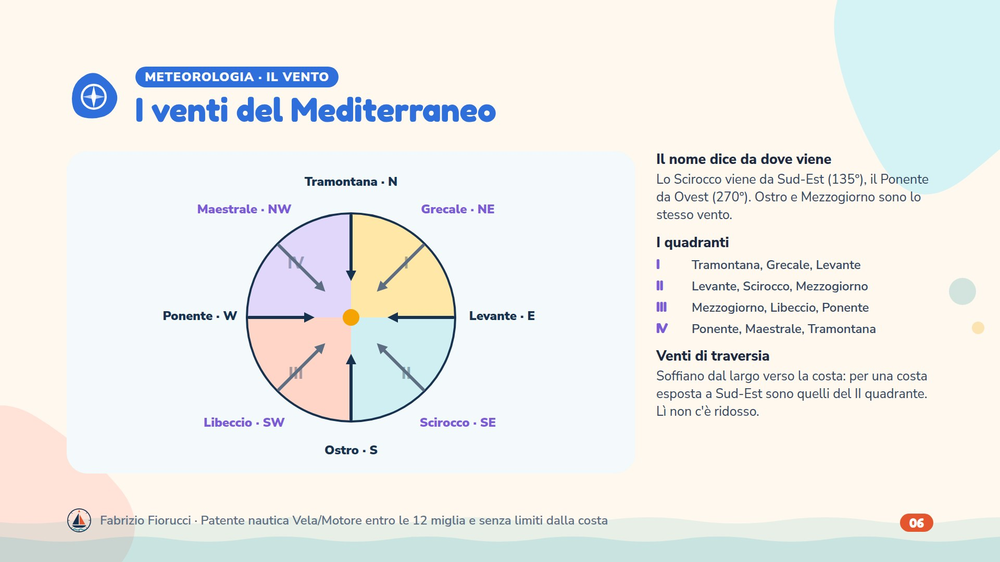 METEOROLOGIA · IL VENTO
I venti del Mediterraneo
Tramontana · N
Maestrale · NW
Grecale · NE
IV
I
Ponente · W
Levante · E
III
II
Libeccio · SW
Scirocco · SE
Ostro · S
Il nome dice da dove viene
Lo Scirocco viene da Sud-Est (135°), il Ponente
da Ovest (270°). Ostro e Mezzogiorno sono lo
stesso vento.
I quadranti
I Tramontana, Grecale, Levante
II Levante, Scirocco, Mezzogiorno
III Mezzogiorno, Libeccio, Ponente
IV Ponente, Maestrale, Tramontana
Venti di traversia
Soffiano dal largo verso la costa: per una costa
esposta a Sud-Est sono quelli del II quadrante.
Lì non c'è ridosso.
Fabrizio Fiorucci · Patente nautica Vela/Motore entro le 12 miglia e senza limiti dalla costa
06